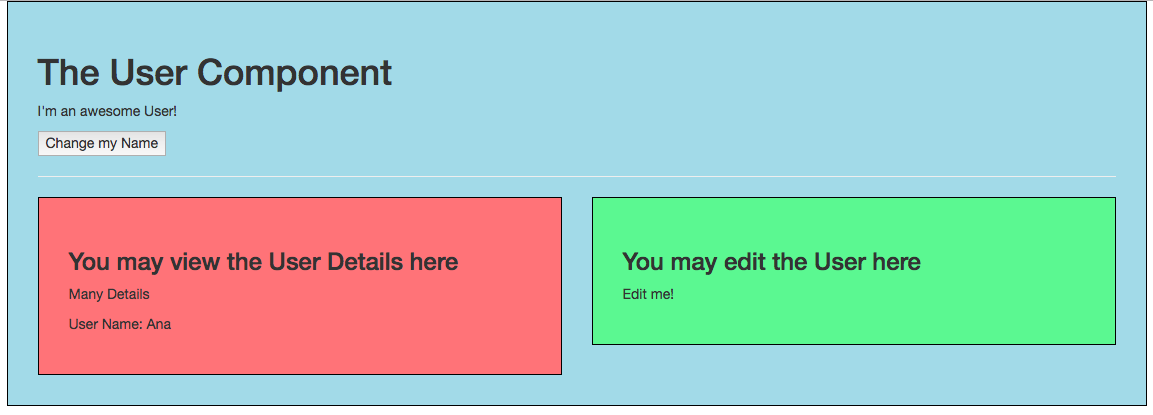 The User Component
I'm an awesome User!
Change my Name
You may view the User Details here
Many Details
User Name: Ana
You may edit the User here
Edit me!